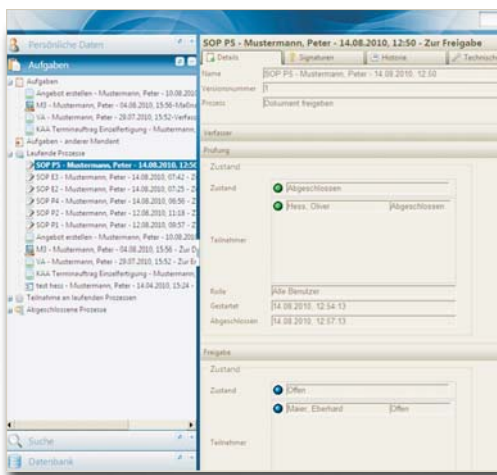 Persönliche Daten
Aufgaben
Aufgaben
Angebot erstellen - Mustermann, Peter - 10.08.201
M3 - Mustermann, Peter - 04.08.2010, 15:56-Maßna
VA - Mustermann, Peter - 29.07.2010, 15:52-Verfass
KAA Terminauftrag Einzelfertigung - Mustermann,
Aufgaben - anderer Mandant
Laufende Prozesse
SOP P5 - Mustermann, Peter - 14.08.2010, 12:50
SOP E3 - Mustermann, Peter - 14.08.2010, 07:42 - Z
SOP E2 - Mustermann, Peter - 14.08.2010, 07:25 - Z
SOP P4 - Mustermann, Peter - 14.08.2010, 06:56 - Z
SOP P2 - Mustermann, Peter - 12.08.2010, 11:18 - Z
SOP P1 - Mustermann, Peter - 12.08.2010, 09:57 - Z
Angebot erstellen - Mustermann, Peter - 10.08.201
M3 - Mustermann, Peter - 04.08.2010, 15:56 - Zur D
VA - Mustermann, Peter - 29.07.2010, 15:52 - Zur Er
KAA Terminauftrag Einzelfertigung - Mustermann,
test hess - Mustermann, Peter - 14.04.2010, 15:24 -
Teilnahme an laufenden Prozessen
Abgeschlossene Prozesse
Suche
Datenbank
SOP P5 - Mustermann, Peter - 14.08.2010, 12:50 - Zur Freigabe
Details Signaturen Historie Technisch
Name SOP P5 - Mustermann, Peter - 14.08.2010, 12:50
Versionsnummer 1
Prozess Dokument freigeben
Verfasser
Prüfung
Zustand
Zustand Abgeschlossen
Hess, Oliver Abgeschlossen
Teilnehmer
Rolle Alle Benutzer
Gestartet 14.08.2010, 12:54:13
Abgeschlossen 14.08.2010, 12:57:13
Freigabe
Zustand
Zustand Offen
Maier, Eberhard Offen
Teilnehmer